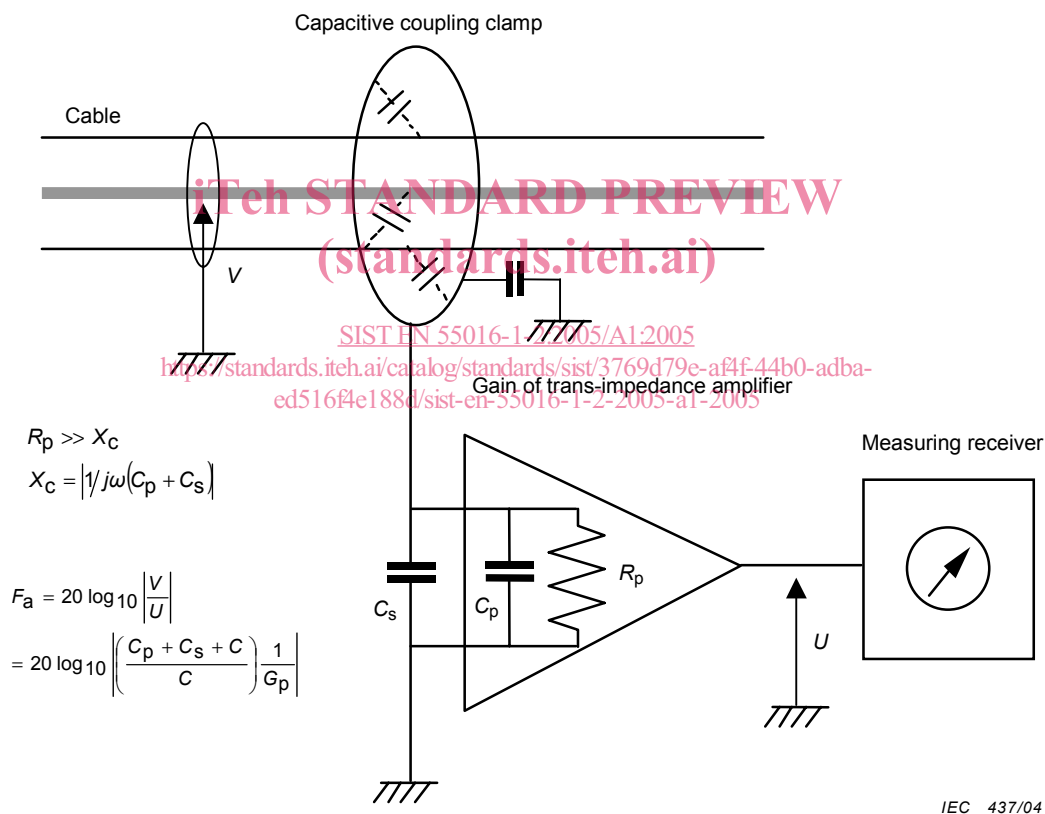 Capacitive coupling clamp
Cable
iTeh STANDARD PREVIEW
(standards.iteh.ai)
V
SIST EN 55016-1-2:2005/A1:2005
https://standards.iteh.ai/catalog/standards/sist/3769d79e-af4f-44b0-adba-
ed516f4e188d/sist-en-55016-1-2-2005-a1-2005
Gain of trans-impedance amplifier
Rp >> Xc
Xc = |1/jω(Cp + Cs)|
Measuring receiver
Fa = 20 log10 |V/U|
= 20 log10 |((Cp + Cs + C)/C) 1/Gp|
Cs
Cp
Rp
U
IEC 437/04